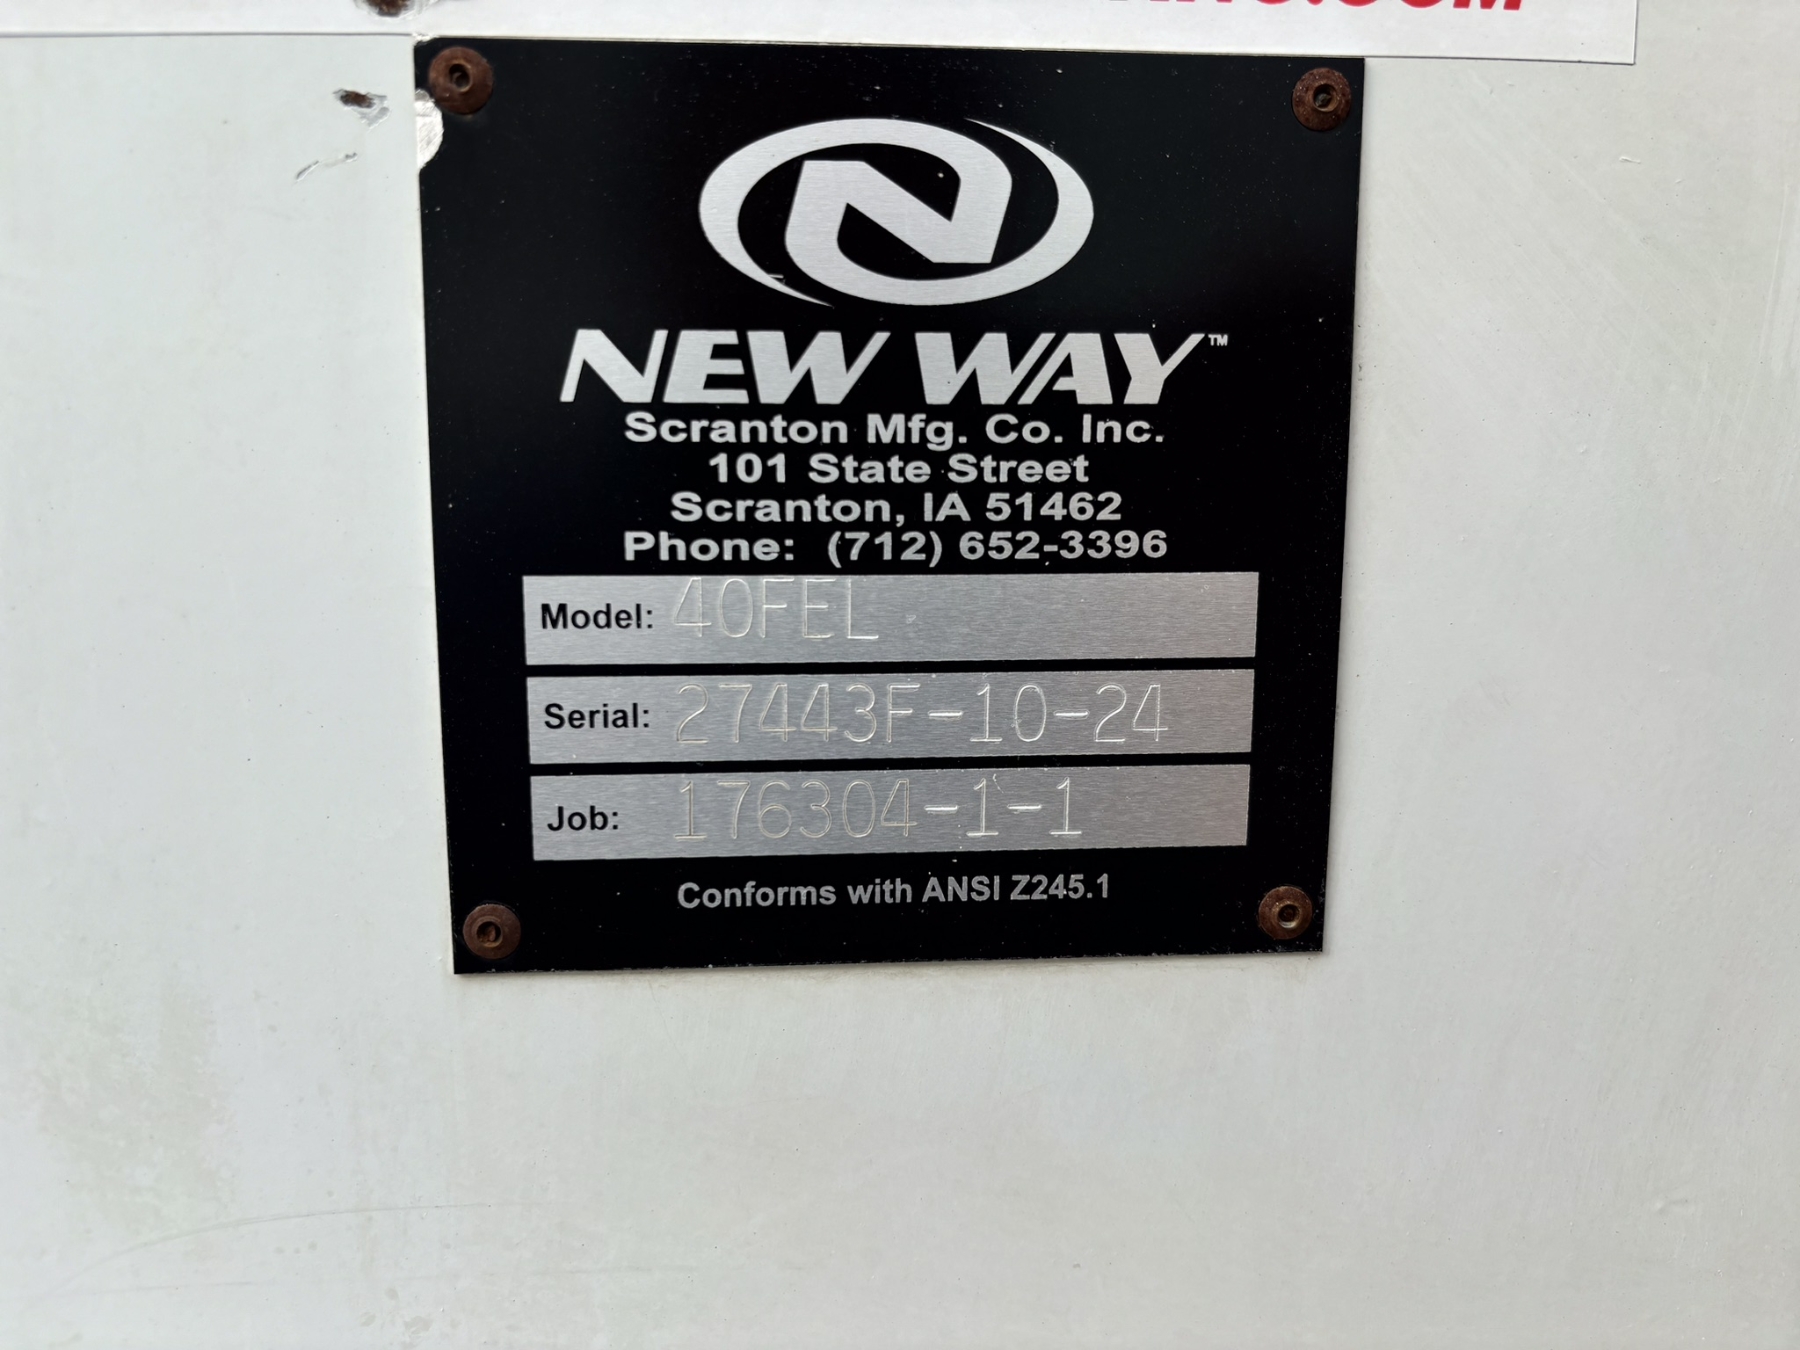 NEW WAY™
Scranton Mfg. Co. Inc.
101 State Street
Scranton, IA 51462
Phone: (712) 652-3396
Model: 40FEL
Serial: 27443F-10-24
Job: 176304-1-1
Conforms with ANSI Z245.1